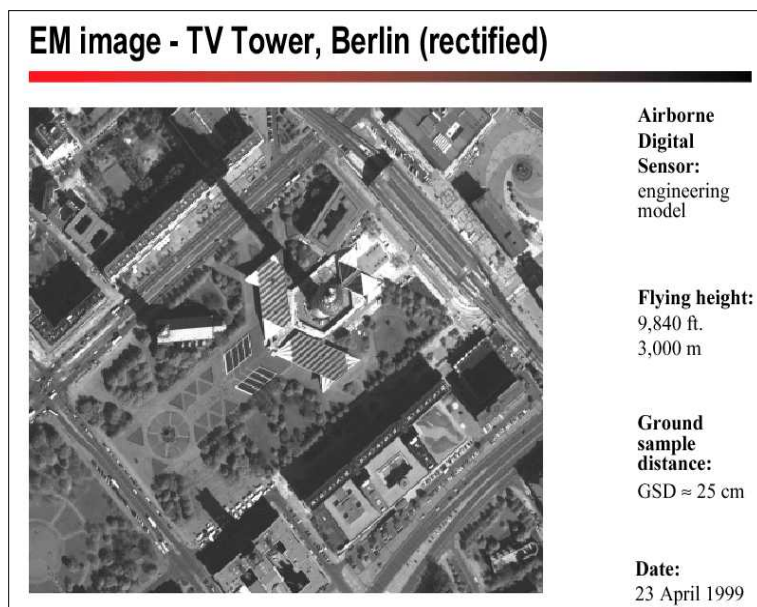 EM image - TV Tower, Berlin (rectified)
Airborne
Digital
Sensor:
engineering
model
Flying height:
9,840 ft.
3,000 m
Ground
sample
distance:
GSD ≈ 25 cm
Date:
23 April 1999